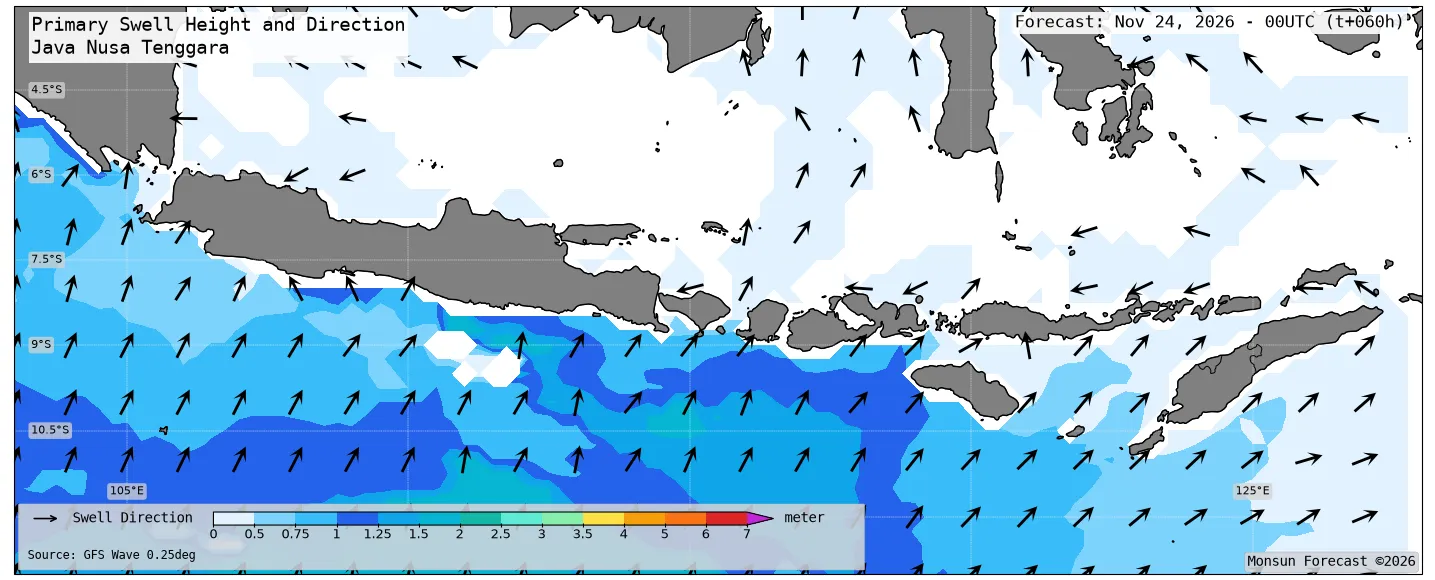 Primary Swell Height and Direction
Java Nusa Tenggara
Forecast: Nov 24, 2026 - 00UTC (t+060h)
4.5°S
6°S
7.5°S
9°S
10.5°S
105°E
125°E
Swell Direction
0 0.5 0.75 1 1.25 1.5 2 2.5 3 3.5 4 5 6 7
meter
Source: GFS Wave 0.25deg
Monsun Forecast ©2026